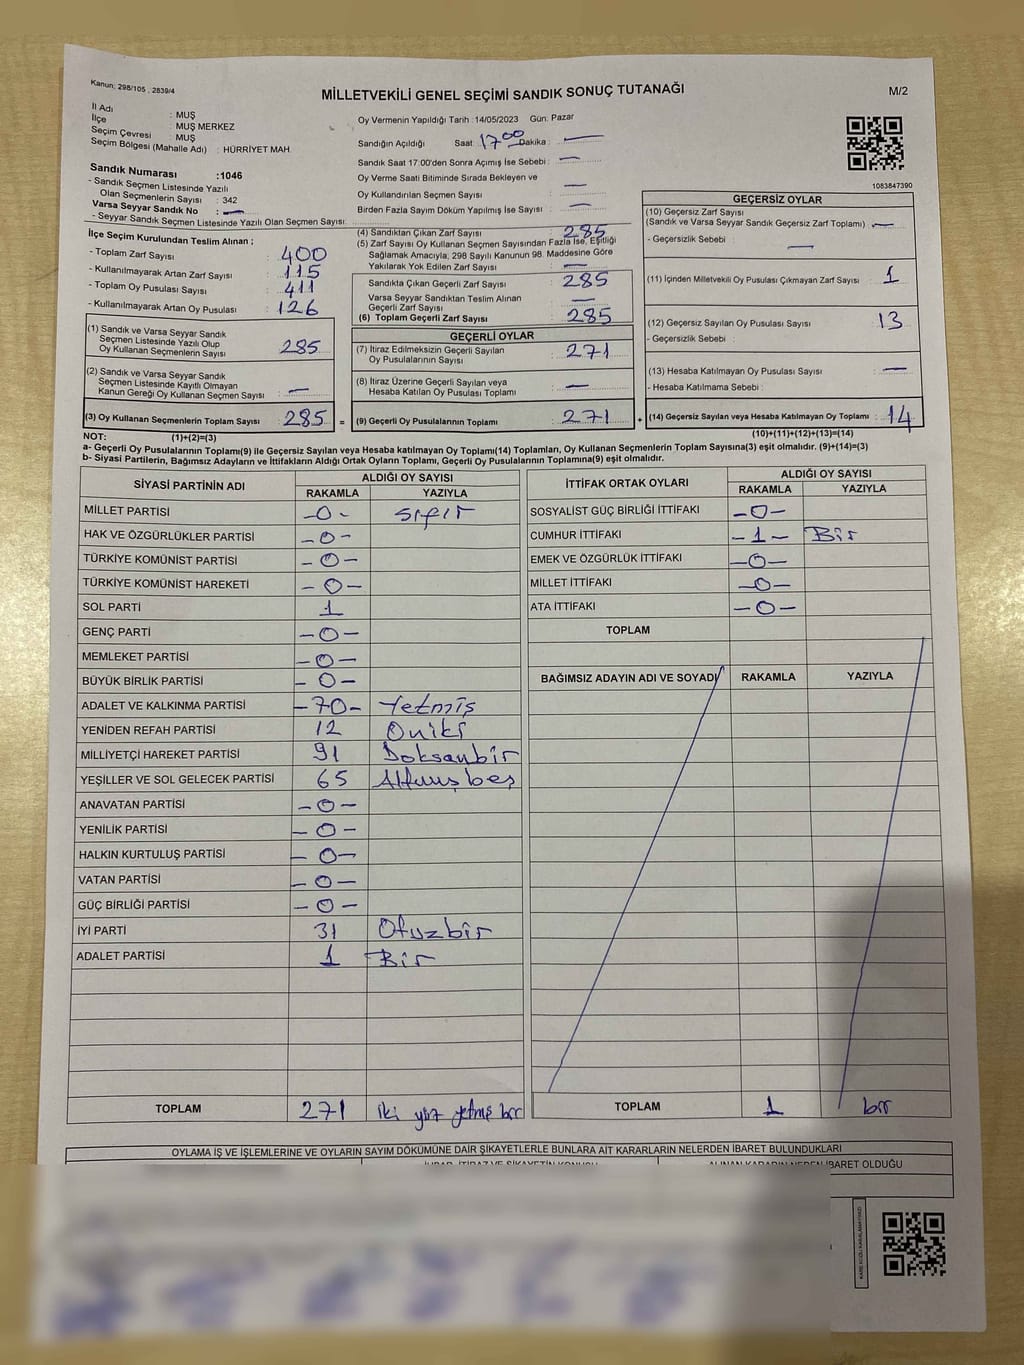 Kanun: 298/105 , 2839/4
MİLLETVEKİLİ GENEL SEÇİMİ SANDIK SONUÇ TUTANAĞI
M/2
İl Adı : MUŞ
İlçe : MUŞ MERKEZ
Seçim Çevresi : MUŞ
Seçim Bölgesi (Mahalle Adı) : HÜRRİYET MAH.
Oy Vermenin Yapıldığı Tarih : 14/05/2023 Gün: Pazar
Sandığın Açıldığı Saat : 17 00 Dakika : —
Sandık Saat 17:00'den Sonra Açımış İse Sebebi : —
Oy Verme Saati Bitiminde Sırada Bekleyen ve
Oy Kullandırılan Seçmen Sayısı : —
Birden Fazla Sayım Döküm Yapılmış İse Sayısı : —
1083847390
Sandık Numarası :1046
- Sandık Seçmen Listesinde Yazılı
Olan Seçmenlerin Sayısı : 342
Varsa Seyyar Sandık No : —
- Seyyar Sandık Seçmen Listesinde Yazılı Olan Seçmen Sayısı:
İlçe Seçim Kurulundan Teslim Alınan ;
- Toplam Zarf Sayısı : 400
- Kullanılmayarak Artan Zarf Sayısı : 115
- Toplam Oy Pusulası Sayısı : 411
- Kullanılmayarak Artan Oy Pusulası : 126
(1) Sandık ve Varsa Seyyar Sandık
Seçmen Listesinde Yazılı Olup
Oy Kullanan Seçmenlerin Sayısı : 285
(2) Sandık ve Varsa Seyyar Sandık
Seçmen Listesinde Kayıtlı Olmayan
Kanun Gereği Oy Kullanan Seçmen Sayısı : —
(3) Oy Kullanan Seçmenlerin Toplam Sayısı : 285 =
(4) Sandıktan Çıkan Zarf Sayısı : 285
(5) Zarf Sayısı Oy Kullanan Seçmen Sayısından Fazla İse, Eşitliği
Sağlamak Amacıyla, 298 Sayılı Kanunun 98. Maddesine Göre
Yakılarak Yok Edilen Zarf Sayısı : —
Sandıkta Çıkan Geçerli Zarf Sayısı : 285
Varsa Seyyar Sandıktan Teslim Alınan
Geçerli Zarf Sayısı : —
(6) Toplam Geçerli Zarf Sayısı : 285
GEÇERLİ OYLAR
(7) İtiraz Edilmeksizin Geçerli Sayılan
Oy Pusulalarının Sayısı : 271
(8) İtiraz Üzerine Geçerli Sayılan veya
Hesaba Katılan Oy Pusulası Toplamı : —
(9) Geçerli Oy Pusulalarının Toplamı : 271 +
GEÇERSİZ OYLAR
(10) Geçersiz Zarf Sayısı
(Sandık ve Varsa Seyyar Sandık Geçersiz Zarf Toplamı) : —
- Geçersizlik Sebebi : —
(11) İçinden Milletvekili Oy Pusulası Çıkmayan Zarf Sayısı : 1
(12) Geçersiz Sayılan Oy Pusulası Sayısı : 13
- Geçersizlik Sebebi :
(13) Hesaba Katılmayan Oy Pusulası Sayısı : —
- Hesaba Katılmama Sebebi :
(14) Geçersiz Sayılan veya Hesaba Katılmayan Oy Toplamı : 14
NOT: (1)+(2)=(3)
(10)+(11)+(12)+(13)=(14)
a- Geçerli Oy Pusulalarının Toplamı(9) ile Geçersiz Sayılan veya Hesaba katılmayan Oy Toplamı(14) Toplamları, Oy Kullanan Seçmenlerin Toplam Sayısına(3) eşit olmalıdır. (9)+(14)=(3)
b- Siyasi Partilerin, Bağımsız Adayların ve İttifakların Aldığı Ortak Oyların Toplamı, Geçerli Oy Pusulalarının Toplamına(9) eşit olmalıdır.
SİYASİ PARTİNİN ADI
ALDIĞI OY SAYISI
RAKAMLA YAZIYLA
MİLLET PARTİSİ -0- Sıfır
HAK VE ÖZGÜRLÜKLER PARTİSİ -0-
TÜRKİYE KOMÜNİST PARTİSİ -0-
TÜRKİYE KOMÜNİST HAREKETİ -0-
SOL PARTİ 1
GENÇ PARTİ -0-
MEMLEKET PARTİSİ -0-
BÜYÜK BİRLİK PARTİSİ -0-
ADALET VE KALKINMA PARTİSİ -70- Yetmiş
YENİDEN REFAH PARTİSİ 12 Oniki
MİLLİYETÇİ HAREKET PARTİSİ 91 Doksanbir
YEŞİLLER VE SOL GELECEK PARTİSİ 65 Altmışbeş
ANAVATAN PARTİSİ -0-
YENİLİK PARTİSİ -0-
HALKIN KURTULUŞ PARTİSİ -0-
VATAN PARTİSİ -0-
GÜÇ BİRLİĞİ PARTİSİ -0-
İYİ PARTİ 31 Otuzbir
ADALET PARTİSİ 1 Bir
TOPLAM 271 iki yüz yetmiş bir
İTTİFAK ORTAK OYLARI
ALDIĞI OY SAYISI
RAKAMLA YAZIYLA
SOSYALİST GÜÇ BİRLİĞİ İTTİFAKI -0-
CUMHUR İTTİFAKI -1- Bir
EMEK VE ÖZGÜRLÜK İTTİFAKI -0-
MİLLET İTTİFAKI -0-
ATA İTTİFAKI -0-
TOPLAM
BAĞIMSIZ ADAYIN ADI VE SOYADI RAKAMLA YAZIYLA
TOPLAM 1 bir
OYLAMA İŞ VE İŞLEMLERİNE VE OYLARIN SAYIM DÖKÜMÜNE DAİR ŞİKAYETLERLE BUNLARA AİT KARARLARIN NELERDEN İBARET BULUNDUKLARI
İHBAR, İTİRAZ VE ŞİKAYETİN KONUSU ALINAN KARARIN NEDEN İBARET OLDUĞU
KARE KODU KARALAMAYINIZ!